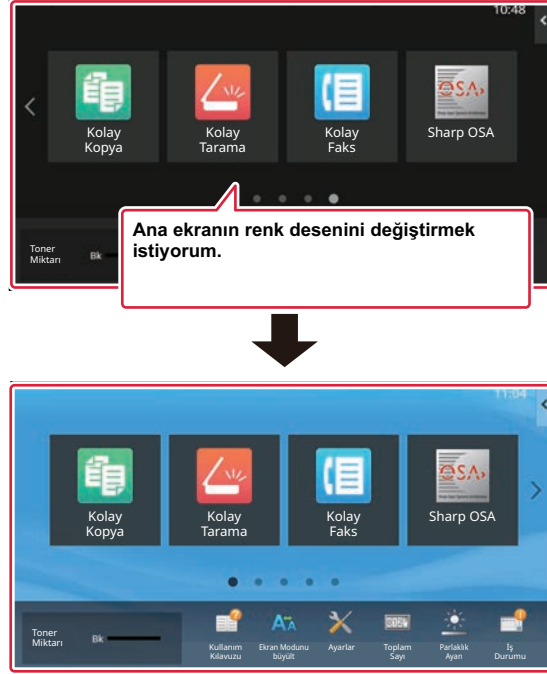 10:48
Kolay
Kopya
Kolay
Tarama
Kolay
Faks
Sharp OSA
OSA
Toner
Miktarı
Bk
Ana ekranın renk desenini değiştirmek
istiyorum.
11:04
Kolay
Kopya
Kolay
Tarama
Kolay
Faks
Sharp OSA
OSA
Toner
Miktarı
Bk
Kullanım
Kılavuzu
Ekran Modunu
büyült
Ayarlar
Toplam
Sayı
Parlaklık
Ayarı
İş
Durumu